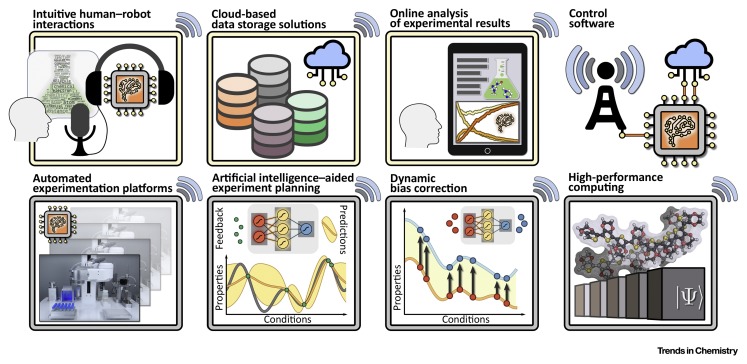 Intuitive human–robot
interactions
Cloud-based
data storage solutions
Online analysis
of experimental results
Control
software
Automated
experimentation platforms
Artificial intelligence–aided
experiment planning
Dynamic
bias correction
High-performance
computing
Feedback
Predictions
Properties
Conditions
Properties
Conditions
|Ψ⟩
Trends in Chemistry